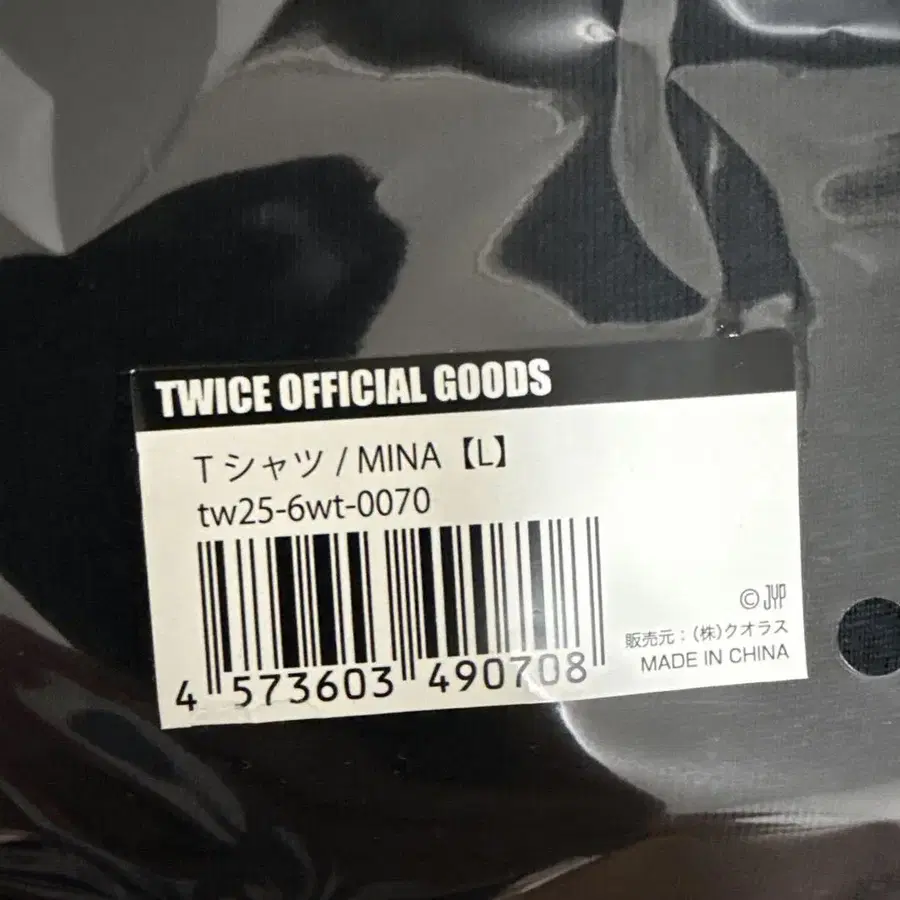 TWICE OFFICIAL GOODS
Tシャツ / MINA【L】
tw25-6wt-0070
4 573603 490708
© JYP
販売元：(株)クオラス
MADE IN CHINA